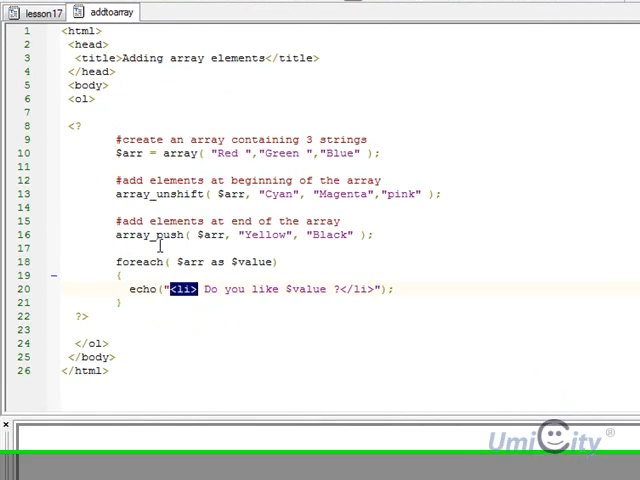 lesson17 addtoarray
1 <html>
2 <head>
3 <title>Adding array elements</title>
4 </head>
5 <body>
6 <ol>
7
8 <?
9 #create an array containing 3 strings
10 $arr = array( "Red ","Green ","Blue" );
11
12 #add elements at beginning of the array
13 array_unshift( $arr, "Cyan", "Magenta","pink" );
14
15 #add elements at end of the array
16 array_push( $arr, "Yellow", "Black" );
17
18 foreach( $arr as $value)
19 {
20 echo("<li> Do you like $value ?</li>");
21 }
22 ?>
23
24 </ol>
25 </body>
26 </html>
UmiCity ®